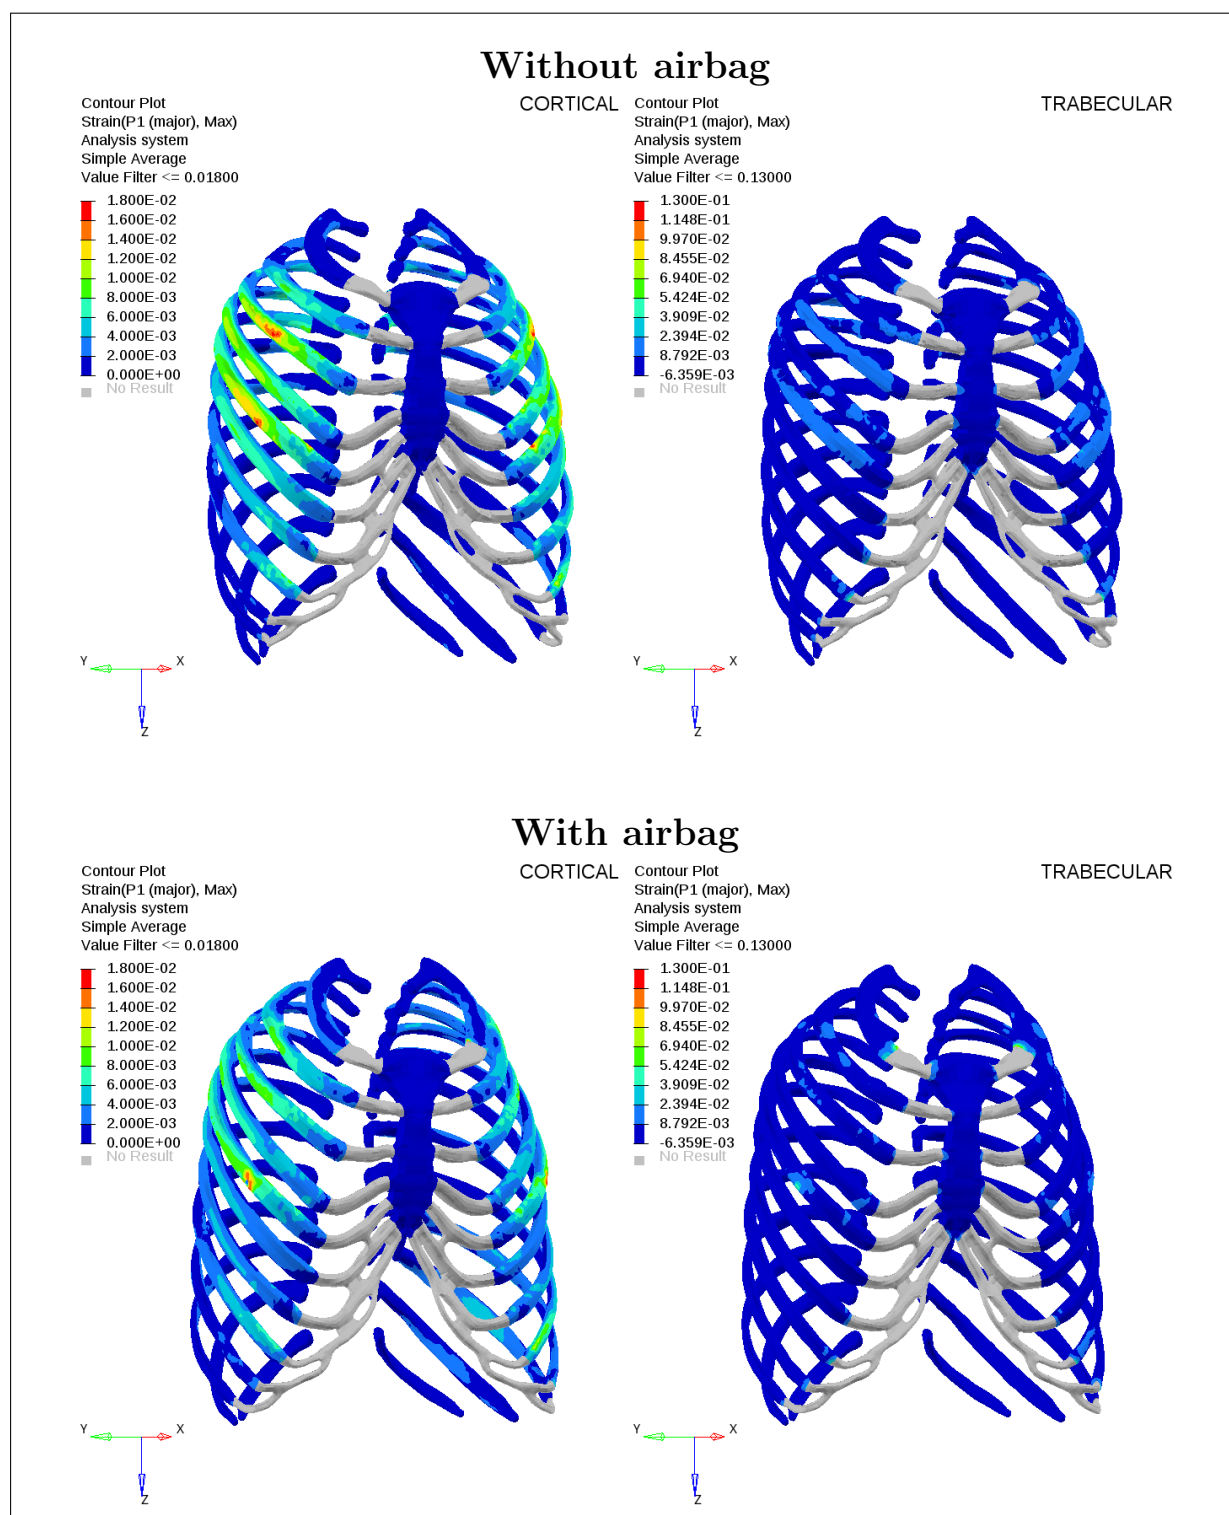 Without airbag
Contour Plot
Strain(P1 (major), Max)
Analysis system
Simple Average
Value Filter <= 0.01800
CORTICAL
1.800E-02
1.600E-02
1.400E-02
1.200E-02
1.000E-02
8.000E-03
6.000E-03
4.000E-03
2.000E-03
0.000E+00
No Result
Y
X
Z
Contour Plot
Strain(P1 (major), Max)
Analysis system
Simple Average
Value Filter <= 0.13000
TRABECULAR
1.300E-01
1.148E-01
9.970E-02
8.455E-02
6.940E-02
5.424E-02
3.909E-02
2.394E-02
8.792E-03
-6.359E-03
No Result
Y
X
Z
With airbag
Contour Plot
Strain(P1 (major), Max)
Analysis system
Simple Average
Value Filter <= 0.01800
CORTICAL
1.800E-02
1.600E-02
1.400E-02
1.200E-02
1.000E-02
8.000E-03
6.000E-03
4.000E-03
2.000E-03
0.000E+00
No Result
Y
X
Z
Contour Plot
Strain(P1 (major), Max)
Analysis system
Simple Average
Value Filter <= 0.13000
TRABECULAR
1.300E-01
1.148E-01
9.970E-02
8.455E-02
6.940E-02
5.424E-02
3.909E-02
2.394E-02
8.792E-03
-6.359E-03
No Result
Y
X
Z